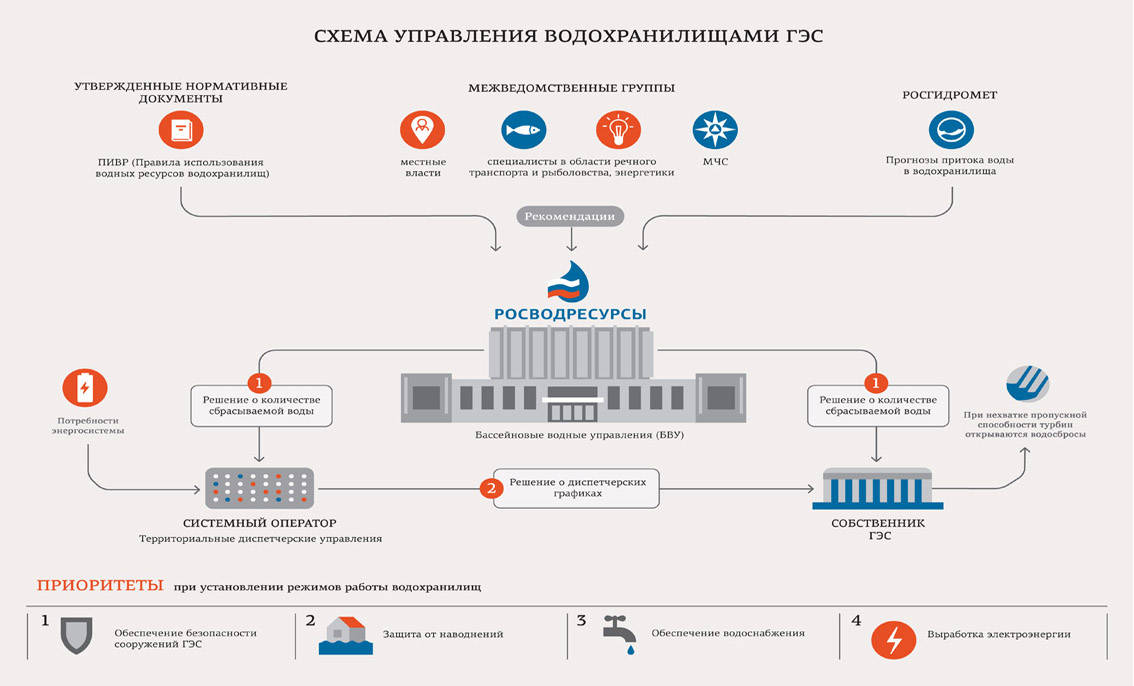 СХЕМА УПРАВЛЕНИЯ ВОДОХРАНИЛИЩАМИ ГЭС
УТВЕРЖДЕННЫЕ НОРМАТИВНЫЕ
ДОКУМЕНТЫ
ПИВР (Правила использования
водных ресурсов водохранилищ)
МЕЖВЕДОМСТВЕННЫЕ ГРУППЫ
местные
власти
специалисты в области речного
транспорта и рыболовства, энергетики
МЧС
РОСГИДРОМЕТ
Прогнозы притока воды
в водохранилища
Рекомендации
РОСВОДРЕСУРСЫ
Бассейновые водные управления (БВУ)
1
Решение о количестве
сбрасываемой воды
1
Решение о количестве
сбрасываемой воды
Потребности
энергосистемы
При нехватке пропускной
способности турбин
открываются водосбросы
СИСТЕМНЫЙ ОПЕРАТОР
Территориальные диспетчерские управления
2
Решение о диспетчерских
графиках
СОБСТВЕННИК
ГЭС
ПРИОРИТЕТЫ при установлении режимов работы водохранилищ
1
Обеспечение безопасности
сооружений ГЭС
2
Защита от наводнений
3
Обеспечение водоснабжения
4
Выработка электроэнергии